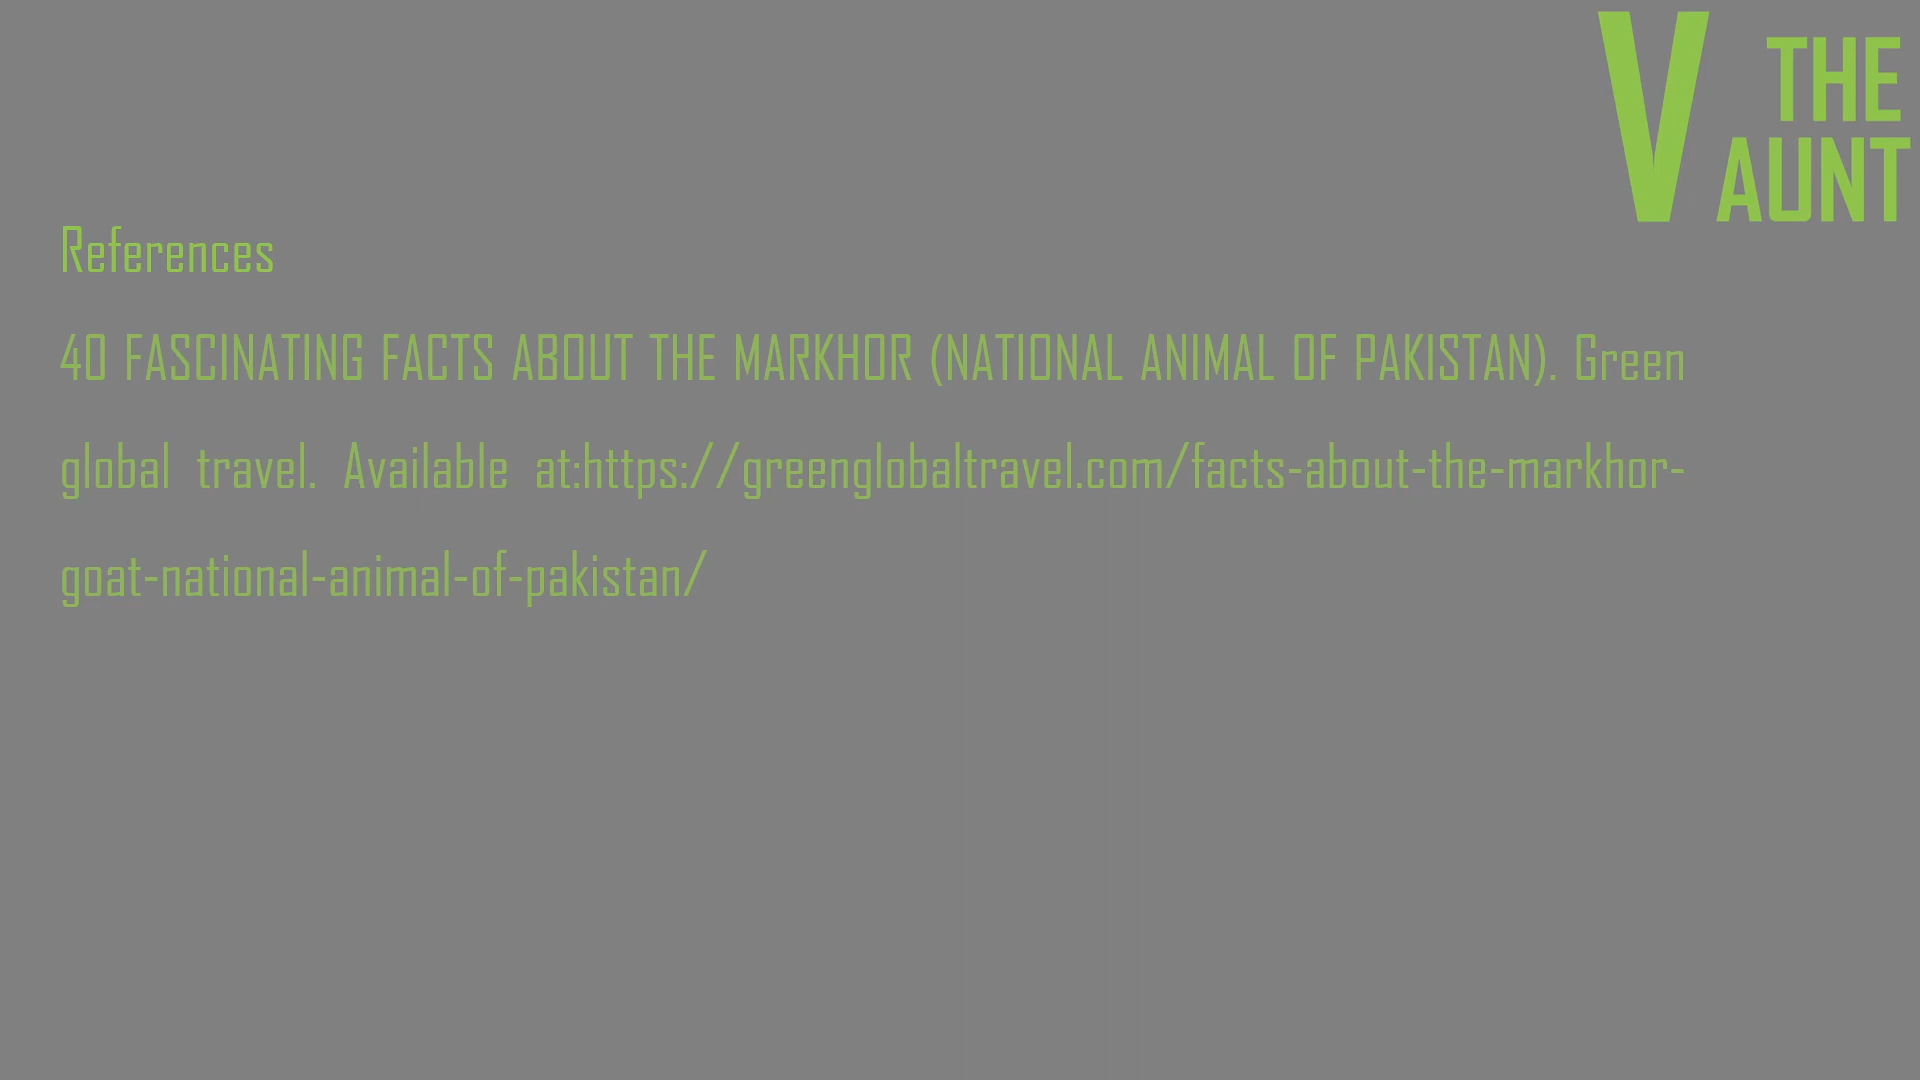 THE
VAUNT
References
40 FASCINATING FACTS ABOUT THE MARKHOR (NATIONAL ANIMAL OF PAKISTAN). Green
global travel. Available at:https://greenglobaltravel.com/facts-about-the-markhor-
goat-national-animal-of-pakistan/